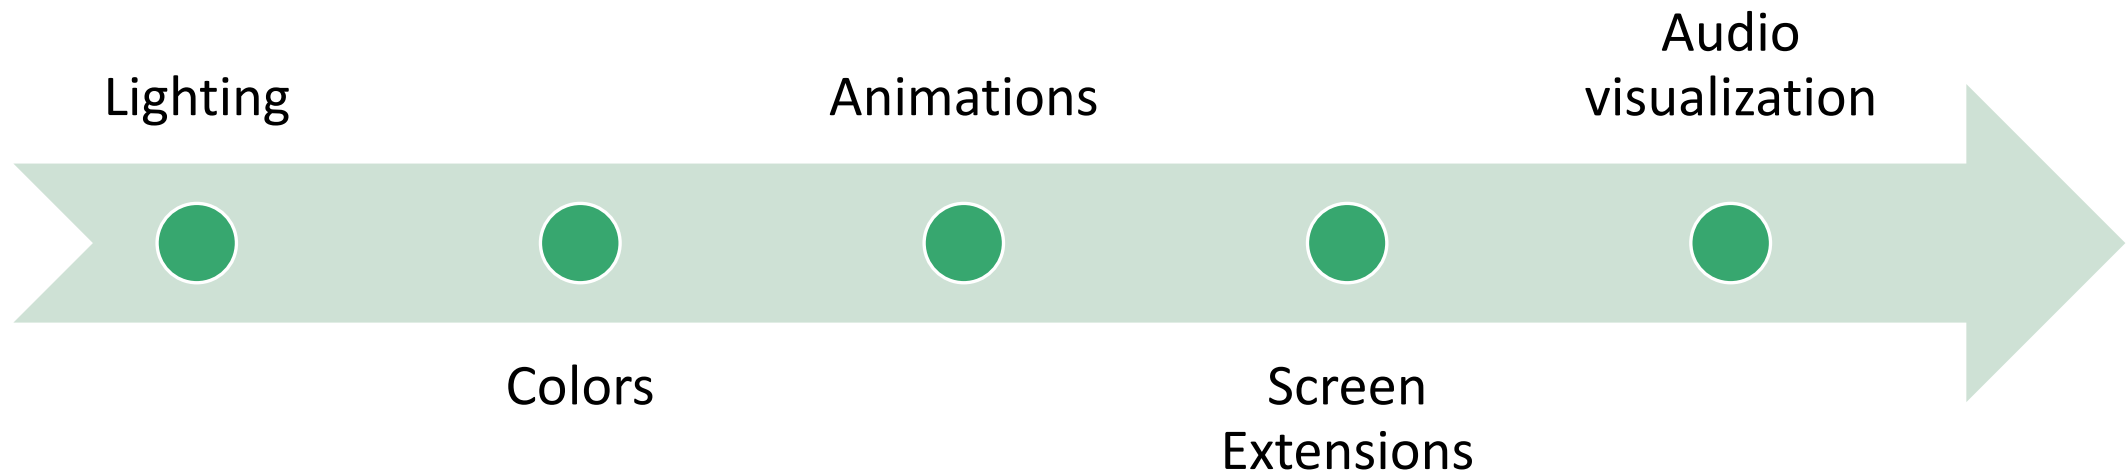 Lighting
Colors
Animations
Screen
Extensions
Audio
visualization